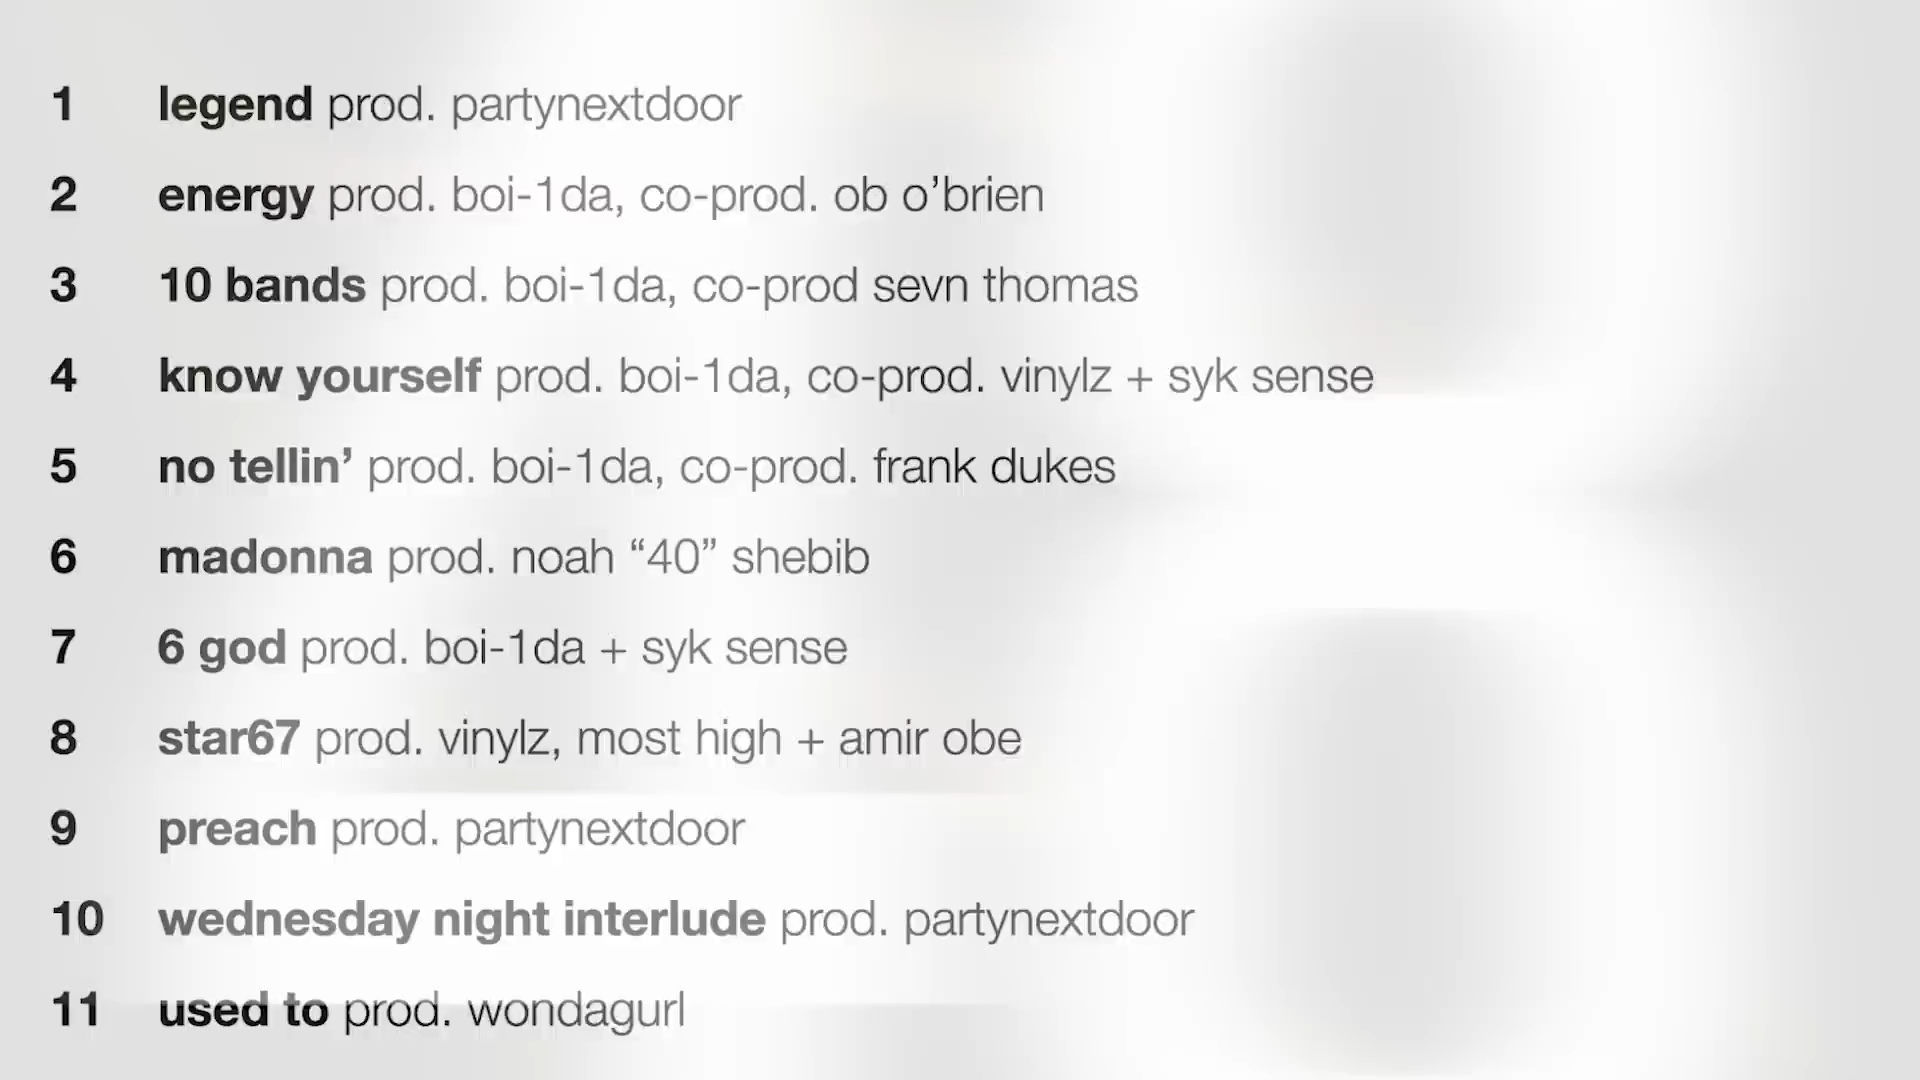 1 legend prod. partynextdoor
2 energy prod. boi-1da, co-prod. ob o’brien
3 10 bands prod. boi-1da, co-prod sevn thomas
4 know yourself prod. boi-1da, co-prod. vinylz + syk sense
5 no tellin’ prod. boi-1da, co-prod. frank dukes
6 madonna prod. noah “40” shebib
7 6 god prod. boi-1da + syk sense
8 star67 prod. vinylz, most high + amir obe
9 preach prod. partynextdoor
10 wednesday night interlude prod. partynextdoor
11 used to prod. wondagurl